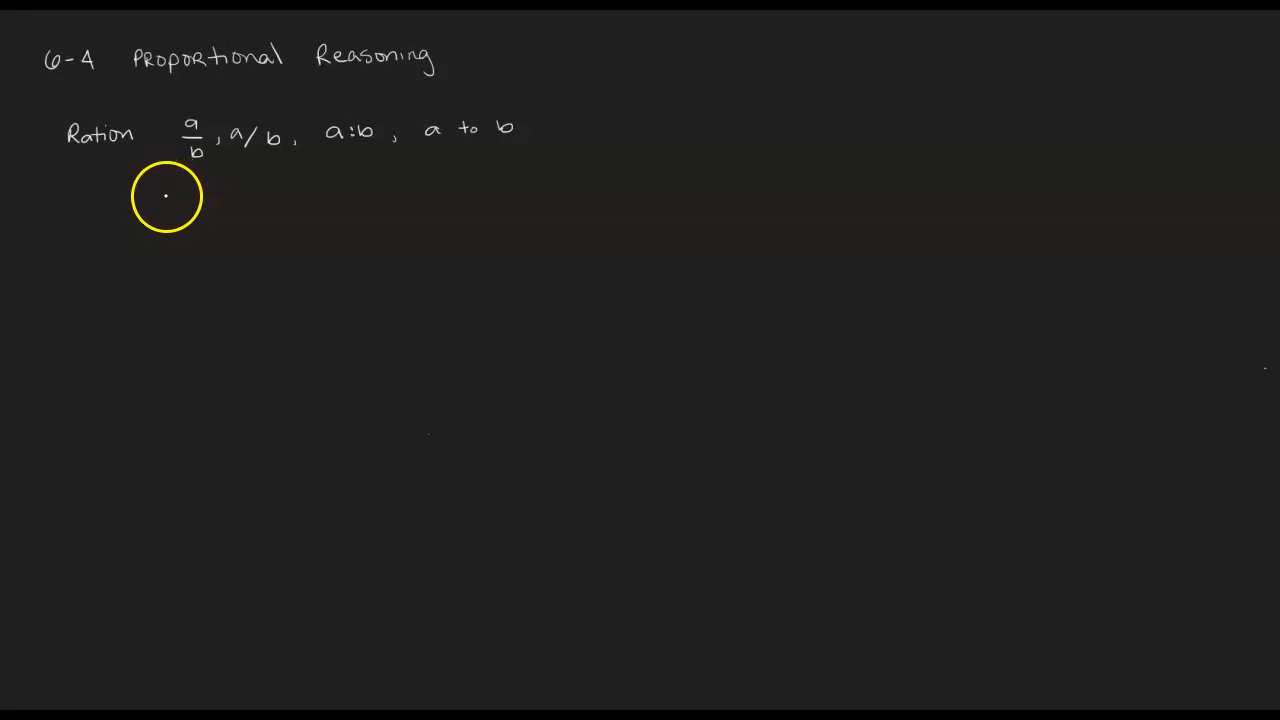 6-4 Proportional Reasoning
Ration a/b, a/b, a:b, a to b